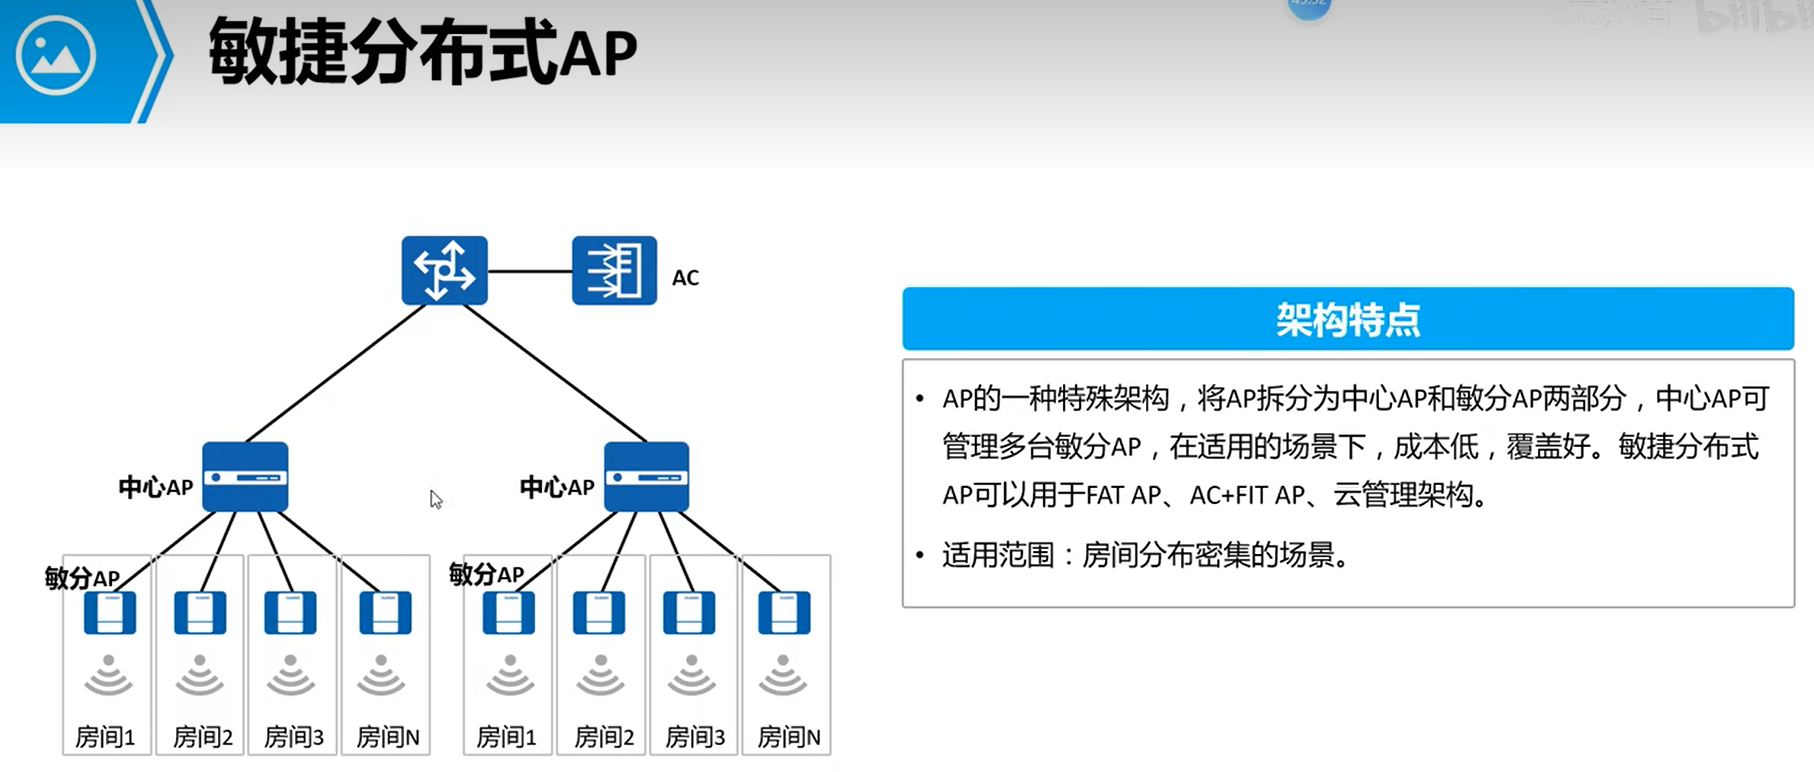 敏捷分布式AP
AC
中心AP
中心AP
敏分AP
敏分AP
房间1
房间2
房间3
房间N
房间1
房间2
房间3
房间N
架构特点
• AP的一种特殊架构，将AP拆分为中心AP和敏分AP两部分，中心AP可
管理多台敏分AP，在适用的场景下，成本低，覆盖好。敏捷分布式
AP可以用于FAT AP、AC+FIT AP、云管理架构。
• 适用范围：房间分布密集的场景。